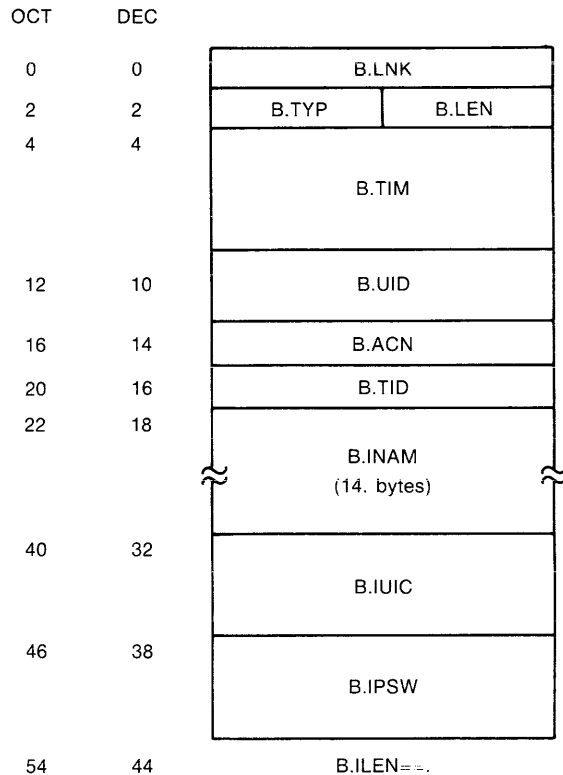 OCT DEC
0 0 B.LNK
2 2 B.TYP B.LEN
4 4
B.TIM
12 10 B.UID
16 14 B.ACN
20 16 B.TID
22 18
B.INAM
(14. bytes)
40 32
B.IUIC
46 38
B.IPSW
54 44 B.ILEN==.